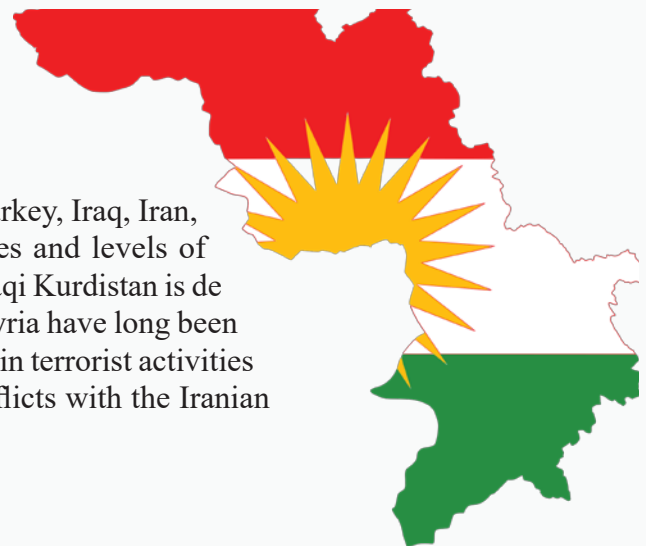 rkey, Iraq, Iran,
es and levels of
qi Kurdistan is de
yria have long been
in terrorist activities
flicts with the Iranian